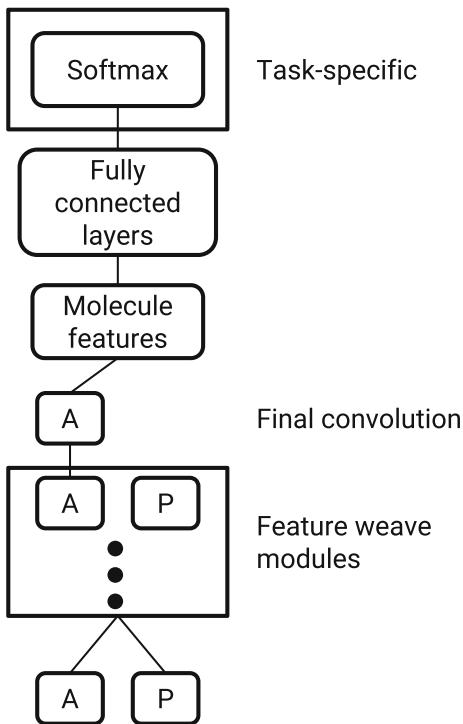 Softmax
Task-specific
Fully
connected
layers
Molecule
features
A
Final convolution
A P
Feature weave
modules
A P